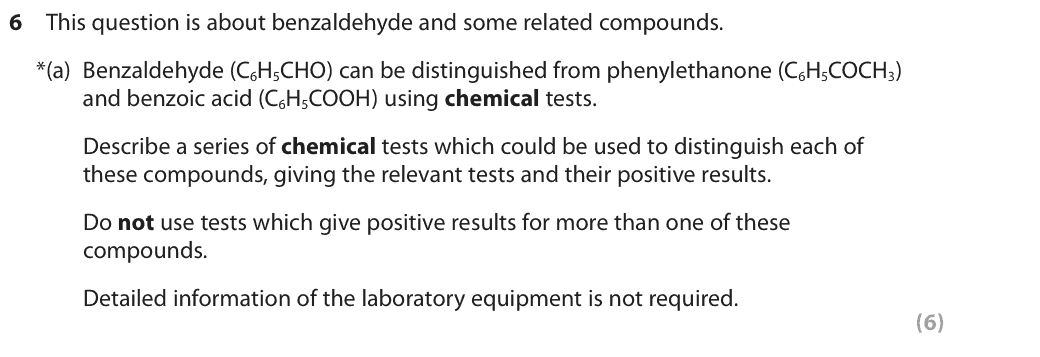 6 This question is about benzaldehyde and some related compounds.
*(a) Benzaldehyde (C₆H₅CHO) can be distinguished from phenylethanone (C₆H₅COCH₃)
and benzoic acid (C₆H₅COOH) using chemical tests.
Describe a series of chemical tests which could be used to distinguish each of
these compounds, giving the relevant tests and their positive results.
Do not use tests which give positive results for more than one of these
compounds.
Detailed information of the laboratory equipment is not required.
(6)